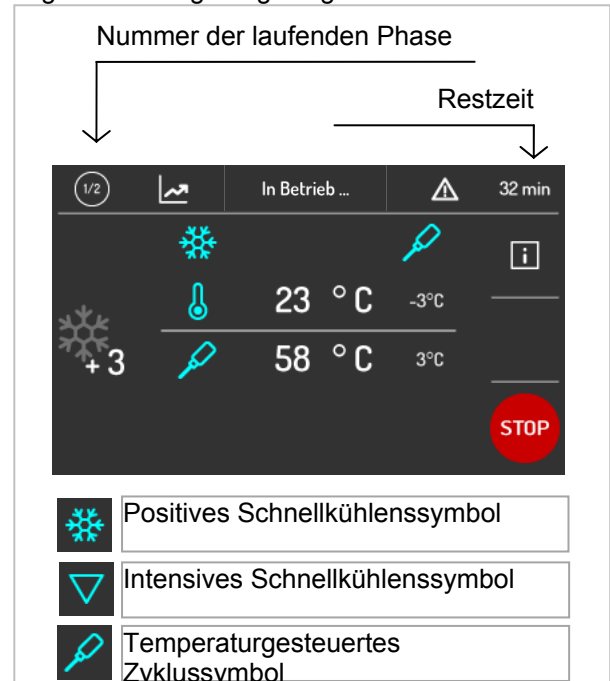 Nummer der laufenden Phase
Restzeit
1/2 In Betrieb ... 32 min
i
23 °C -3°C
+3
58 °C 3°C
STOP
Positives Schnellkühlenssymbol
Intensives Schnellkühlenssymbol
Temperaturgesteuertes
Zyklussymbol